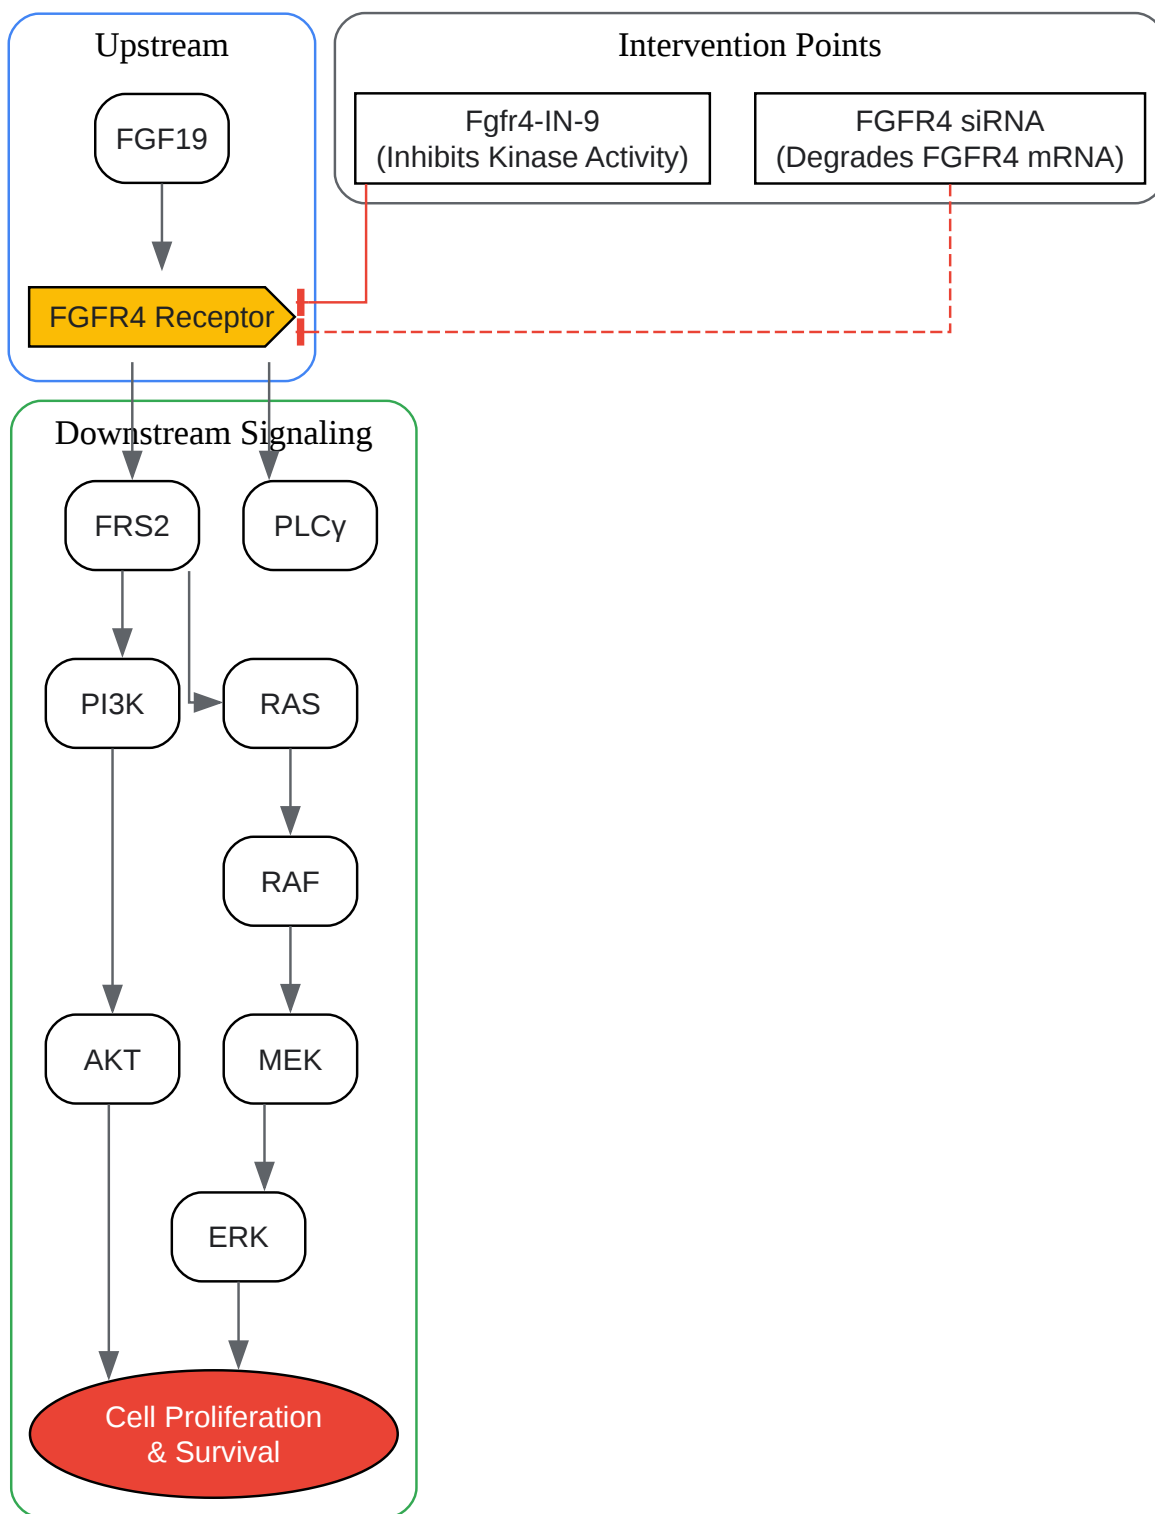 Upstream
Intervention Points
FGF19
Fgfr4-IN-9
(Inhibits Kinase Activity)
FGFR4 siRNA
(Degrades FGFR4 mRNA)
FGFR4 Receptor
Downstream Signaling
FRS2
PLCγ
PI3K
RAS
RAF
AKT
MEK
ERK
Cell Proliferation
& Survival